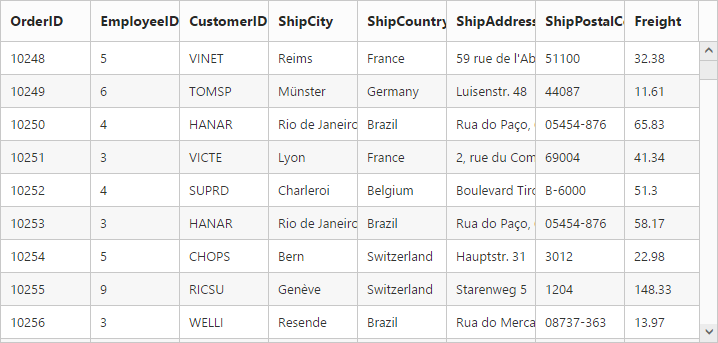 OrderID EmployeeID CustomerID ShipCity ShipCountry ShipAddress ShipPostalCo Freight
10248 5 VINET Reims France 59 rue de l'Ab 51100 32.38
10249 6 TOMSP Münster Germany Luisenstr. 48 44087 11.61
10250 4 HANAR Rio de Janeiro Brazil Rua do Paço, 05454-876 65.83
10251 3 VICTE Lyon France 2, rue du Com 69004 41.34
10252 4 SUPRD Charleroi Belgium Boulevard Tiro B-6000 51.3
10253 3 HANAR Rio de Janeiro Brazil Rua do Paço, 05454-876 58.17
10254 5 CHOPS Bern Switzerland Hauptstr. 31 3012 22.98
10255 9 RICSU Genève Switzerland Starenweg 5 1204 148.33
10256 3 WELLI Resende Brazil Rua do Merca 08737-363 13.97